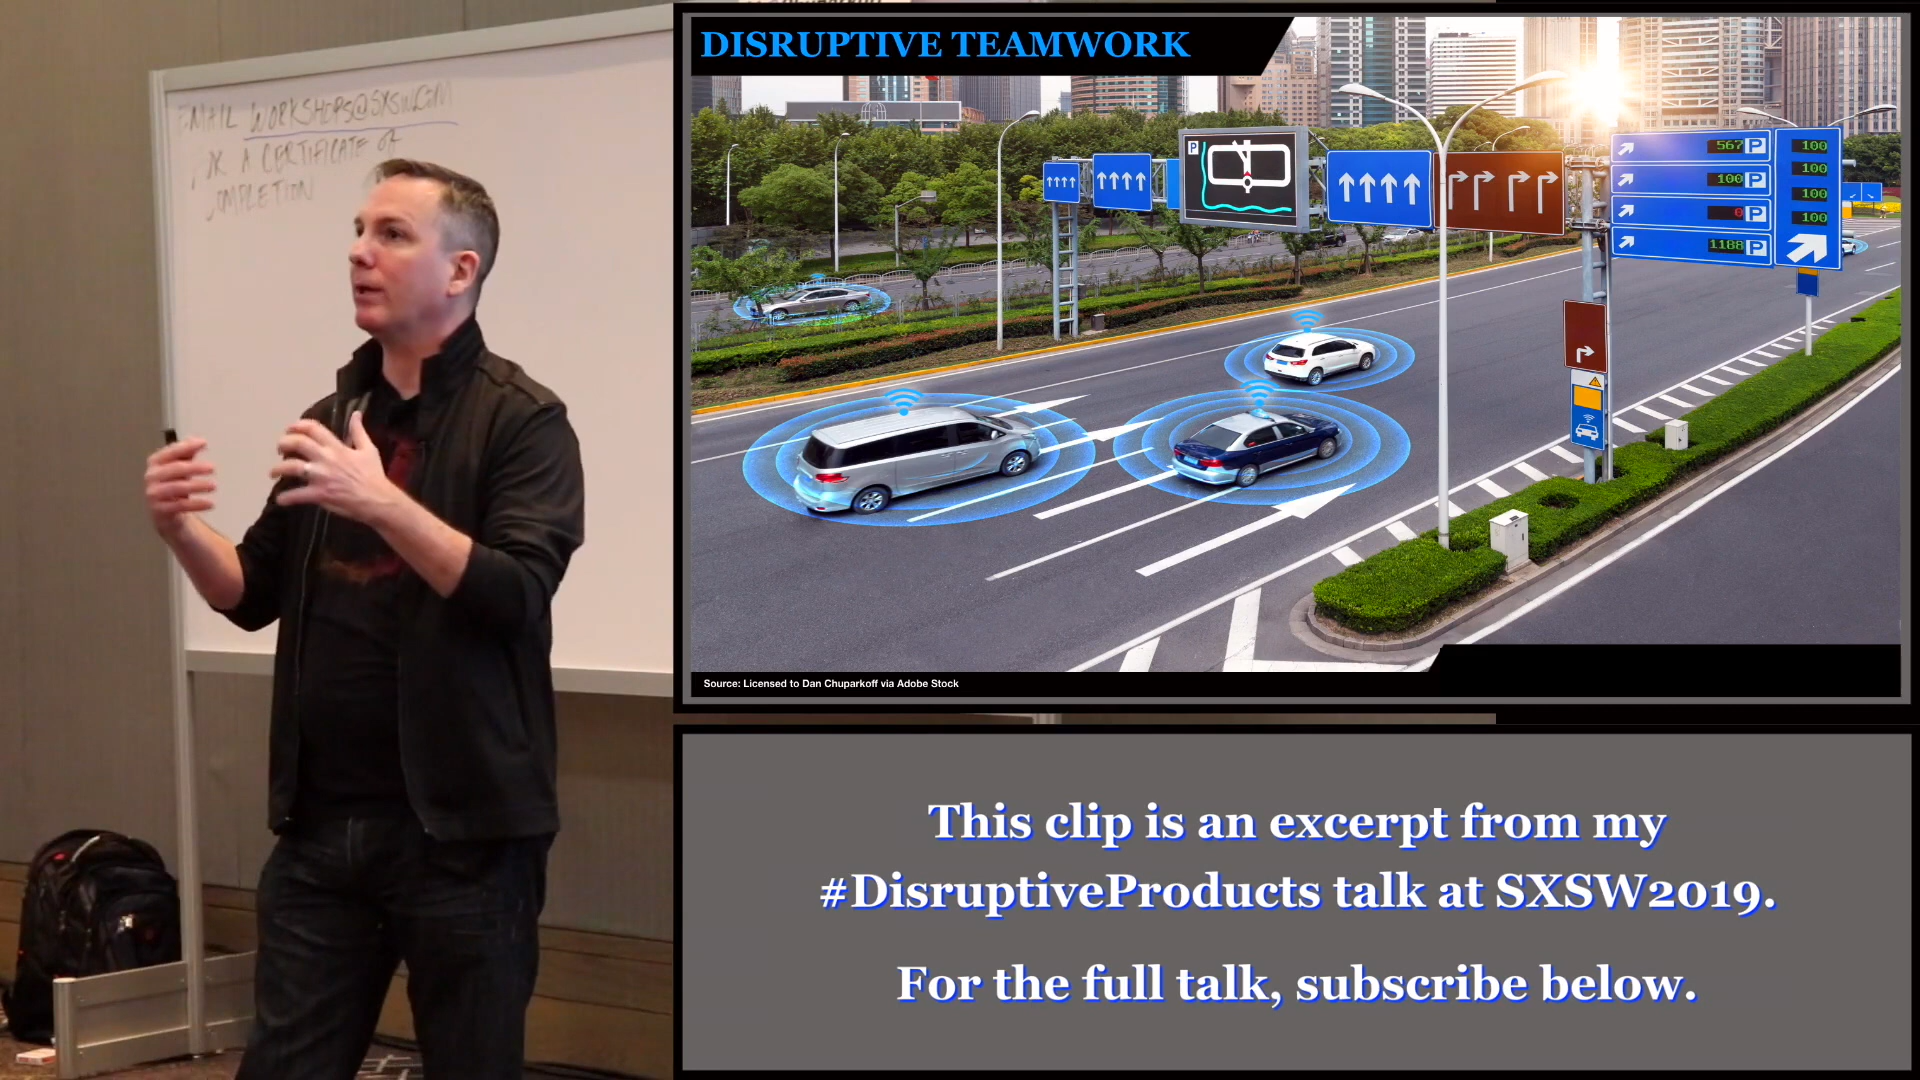 EMAIL WORKSHOPS@SXSW.COM
A CERTIFICATE OF
COMPLETION
DISRUPTIVE TEAMWORK
P
567 P
100 P
0 P
1188 P
100
100
100
100
Source: Licensed to Dan Chuparkoff via Adobe Stock
This clip is an excerpt from my
#DisruptiveProducts talk at SXSW2019.
For the full talk, subscribe below.